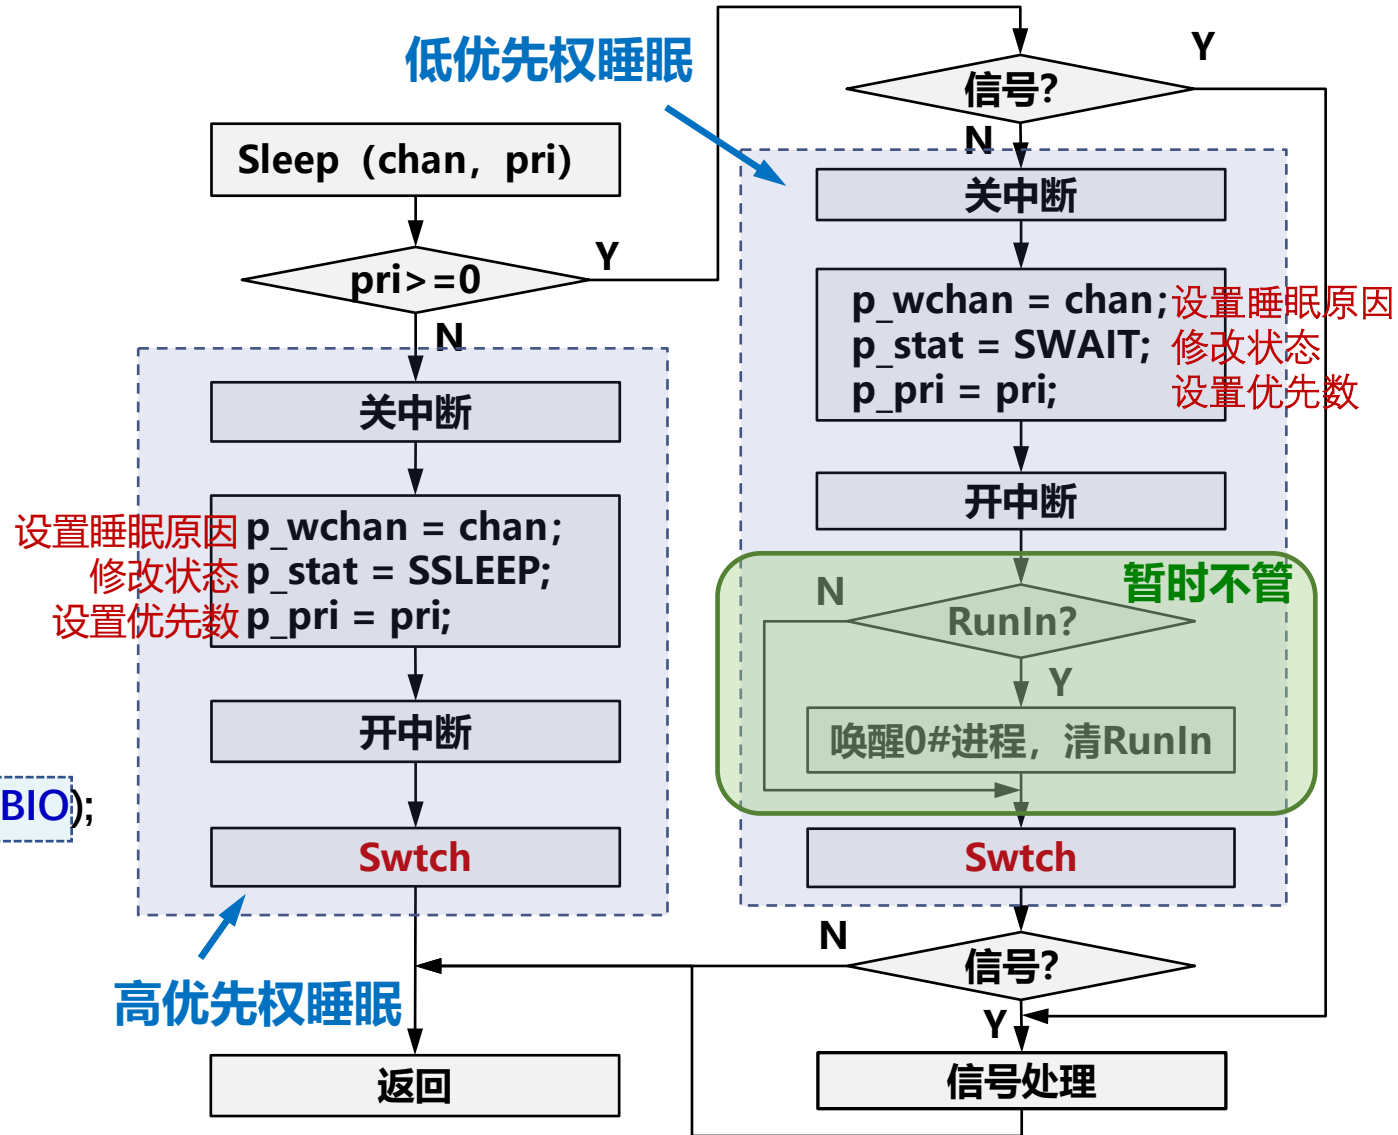 低优先权睡眠
Y
信号?
N
Sleep（chan，pri）
关中断
pri>=0
Y
N
p_wchan = chan;设置睡眠原因
p_stat = SWAIT; 修改状态
p_pri = pri; 设置优先数
关中断
开中断
设置睡眠原因 p_wchan = chan;
修改状态 p_stat = SSLEEP;
设置优先数 p_pri = pri;
暂时不管
N
RunIn?
Y
开中断
唤醒0#进程，清RunIn
BIO);
Swtch
Swtch
N
信号?
高优先权睡眠
Y
返回
信号处理